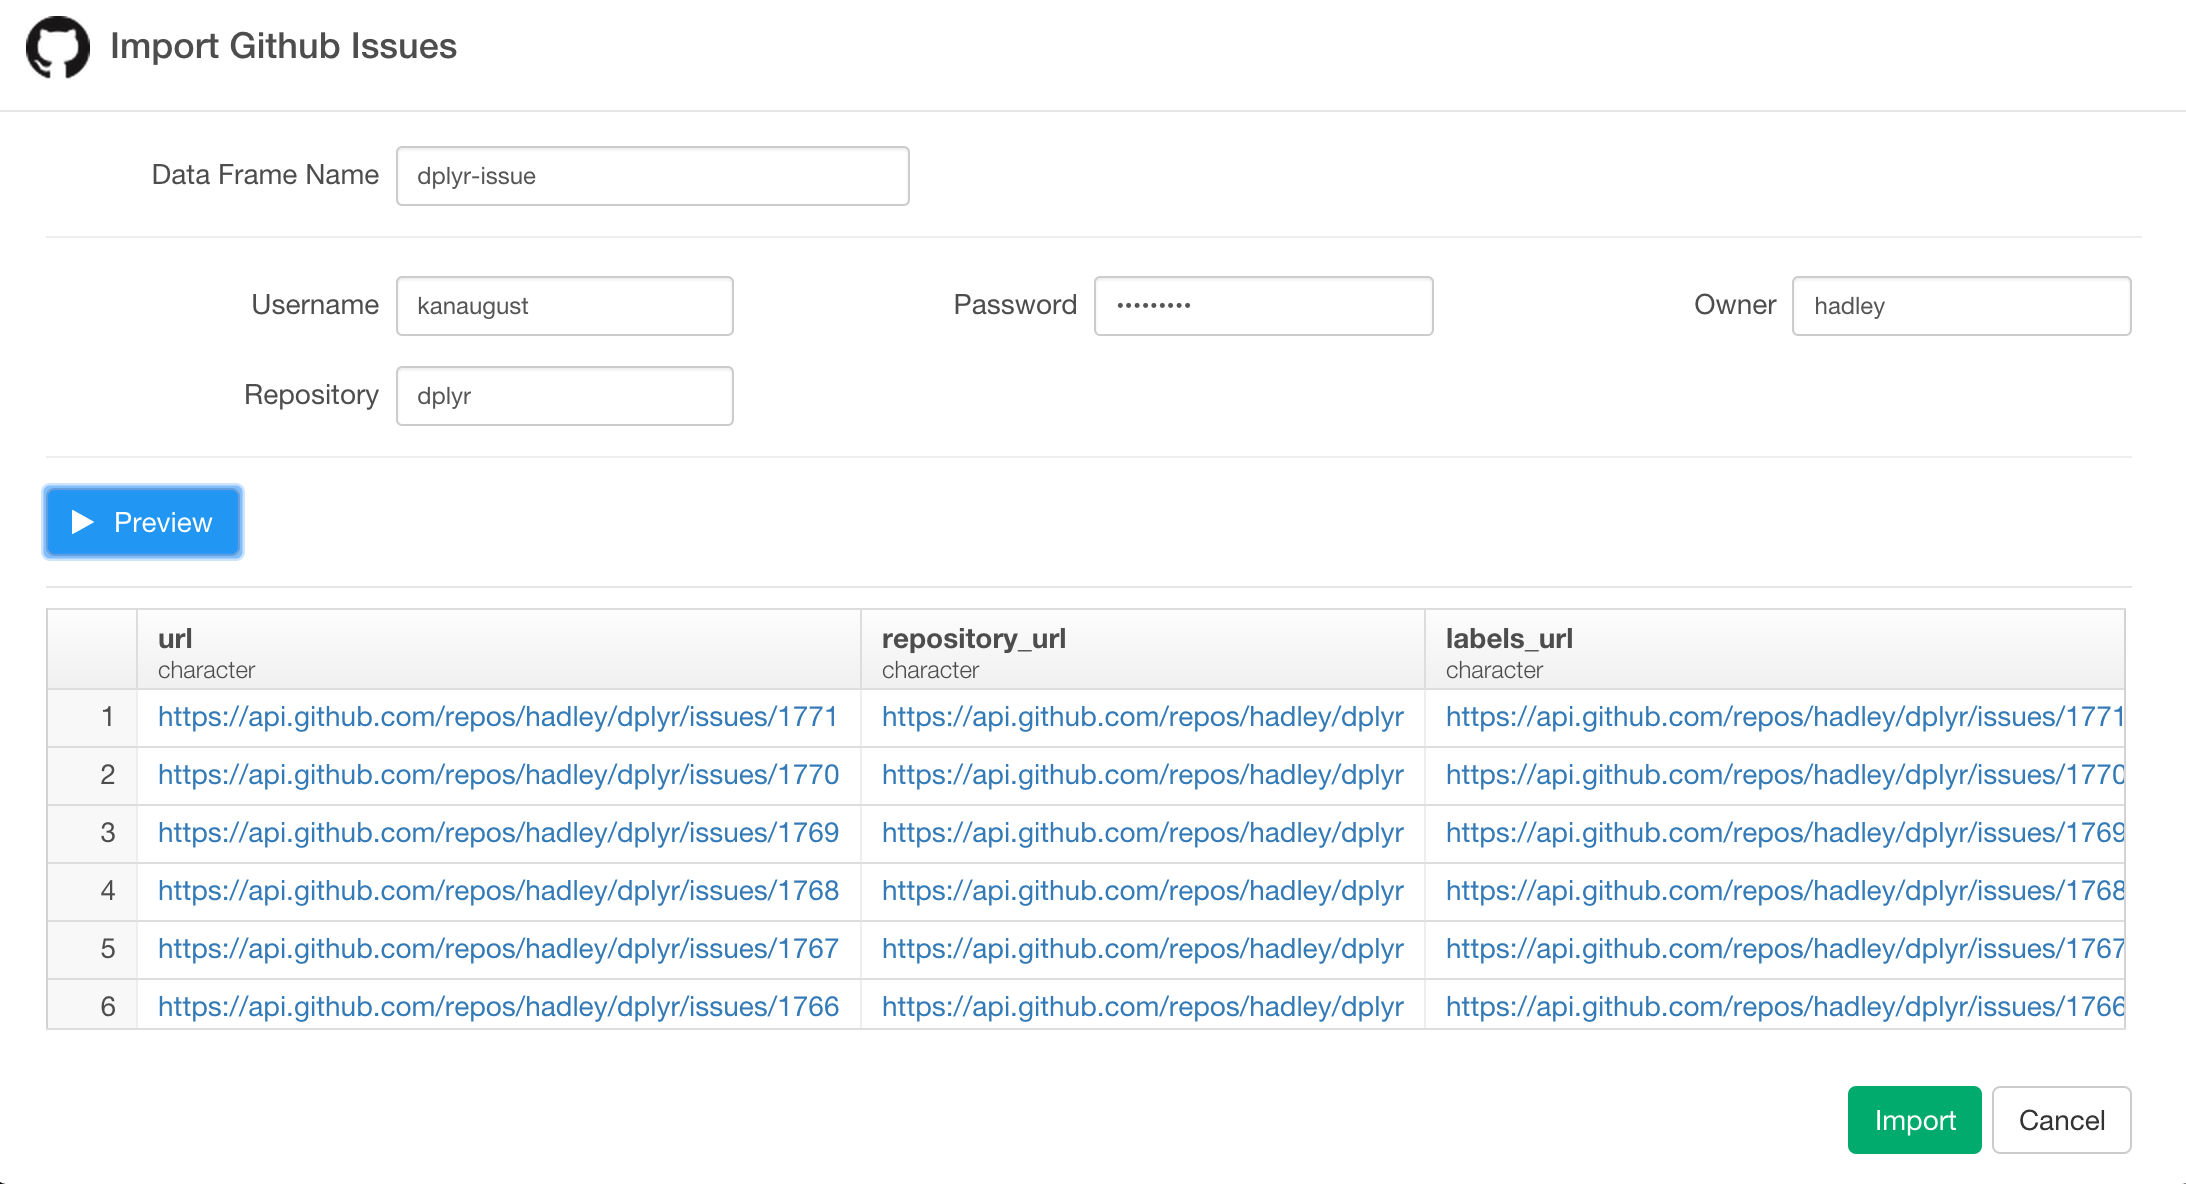 Import Github Issues
Data Frame Name dplyr-issue
Username kanaugust Password ••••••••• Owner hadley
Repository dplyr
Preview
url repository_url labels_url
character character character
1 https://api.github.com/repos/hadley/dplyr/issues/1771 https://api.github.com/repos/hadley/dplyr https://api.github.com/repos/hadley/dplyr/issues/1771
2 https://api.github.com/repos/hadley/dplyr/issues/1770 https://api.github.com/repos/hadley/dplyr https://api.github.com/repos/hadley/dplyr/issues/1770
3 https://api.github.com/repos/hadley/dplyr/issues/1769 https://api.github.com/repos/hadley/dplyr https://api.github.com/repos/hadley/dplyr/issues/1769
4 https://api.github.com/repos/hadley/dplyr/issues/1768 https://api.github.com/repos/hadley/dplyr https://api.github.com/repos/hadley/dplyr/issues/1768
5 https://api.github.com/repos/hadley/dplyr/issues/1767 https://api.github.com/repos/hadley/dplyr https://api.github.com/repos/hadley/dplyr/issues/1767
6 https://api.github.com/repos/hadley/dplyr/issues/1766 https://api.github.com/repos/hadley/dplyr https://api.github.com/repos/hadley/dplyr/issues/1766
Import Cancel